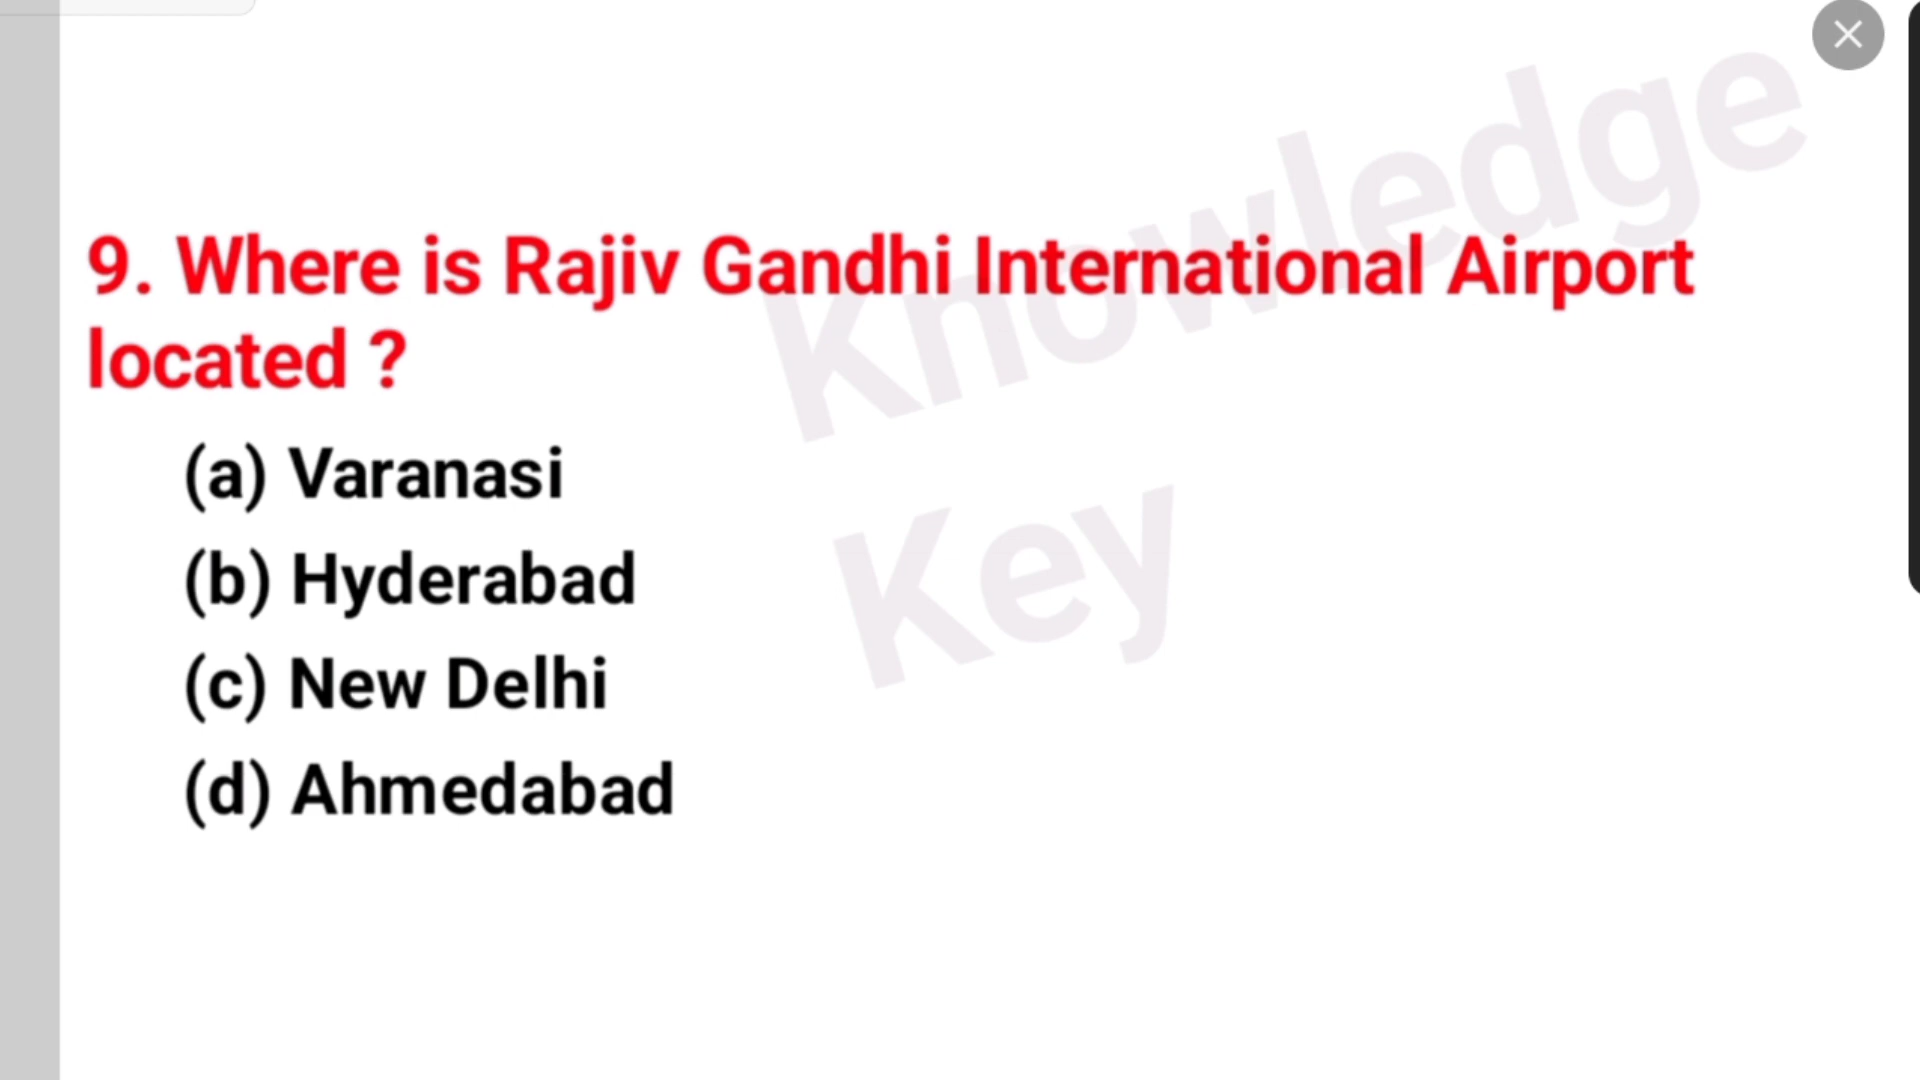 Knowledge
Key
9. Where is Rajiv Gandhi International Airport
located ?
(a) Varanasi
(b) Hyderabad
(c) New Delhi
(d) Ahmedabad